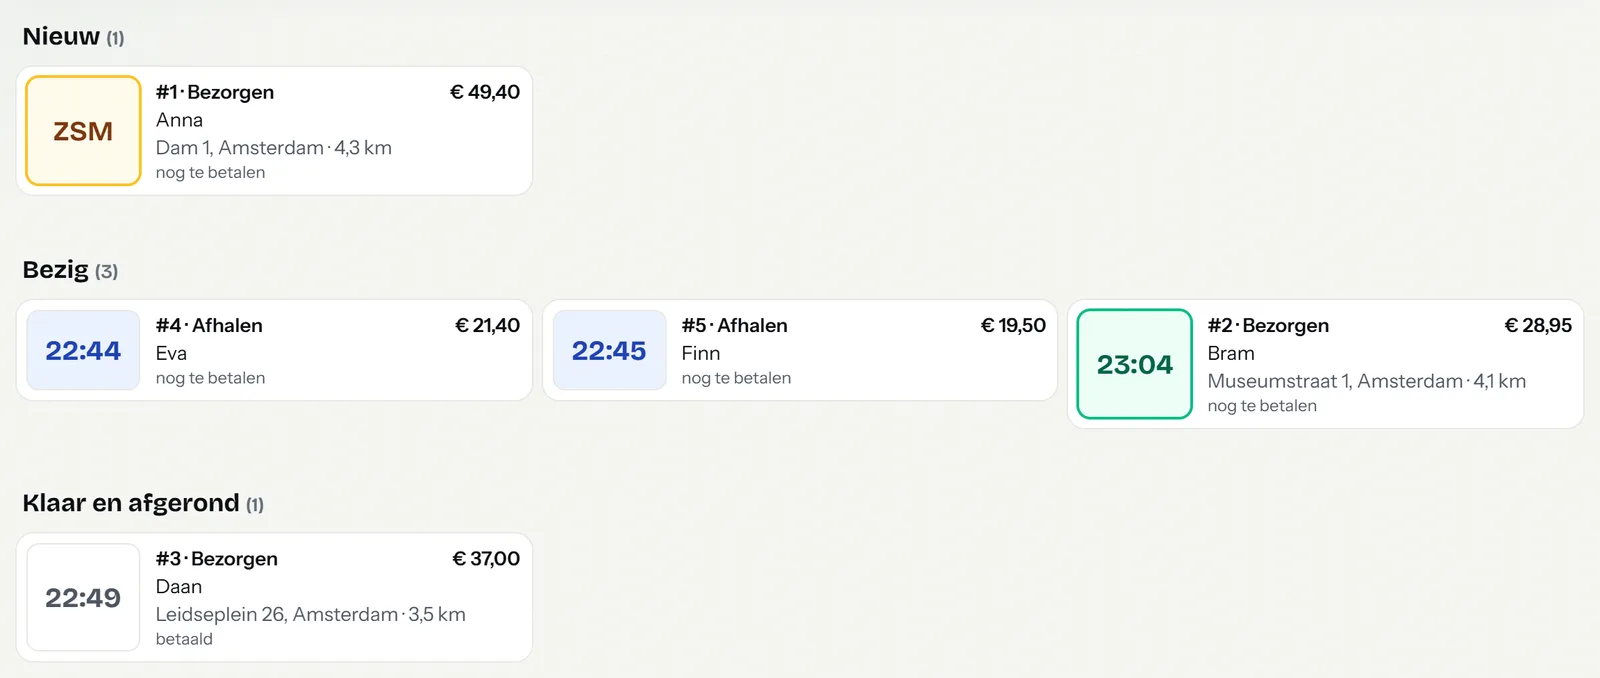 Nieuw (1)
ZSM
#1 · Bezorgen € 49,40
Anna
Dam 1, Amsterdam · 4,3 km
nog te betalen
Bezig (3)
22:44
#4 · Afhalen € 21,40
Eva
nog te betalen
22:45
#5 · Afhalen € 19,50
Finn
nog te betalen
23:04
#2 · Bezorgen € 28,95
Bram
Museumstraat 1, Amsterdam · 4,1 km
nog te betalen
Klaar en afgerond (1)
22:49
#3 · Bezorgen € 37,00
Daan
Leidseplein 26, Amsterdam · 3,5 km
betaald